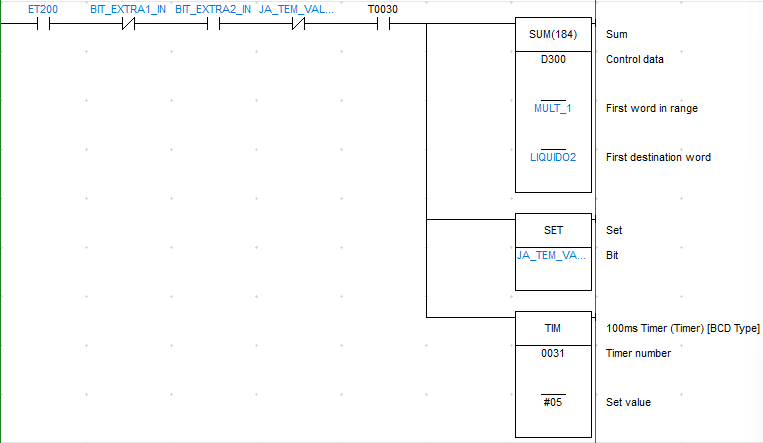 ET200 BIT_EXTRA1_IN BIT_EXTRA2_IN JA_TEM_VAL... T0030
SUM(184) Sum
D300 Control data
MULT_1 First word in range
LIQUIDO2 First destination word
SET Set
JA_TEM_VA... Bit
TIM 100ms Timer (Timer) [BCD Type]
0031 Timer number
#05 Set value